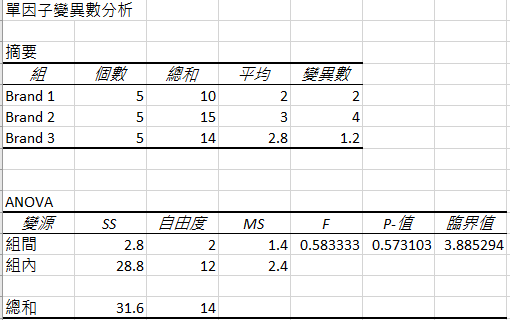 單因子變異數分析
摘要
組 個數 總和 平均 變異數
Brand 1 5 10 2 2
Brand 2 5 15 3 4
Brand 3 5 14 2.8 1.2
ANOVA
變源 SS 自由度 MS F P-值 臨界值
組間 2.8 2 1.4 0.583333 0.573103 3.885294
組內 28.8 12 2.4
總和 31.6 14